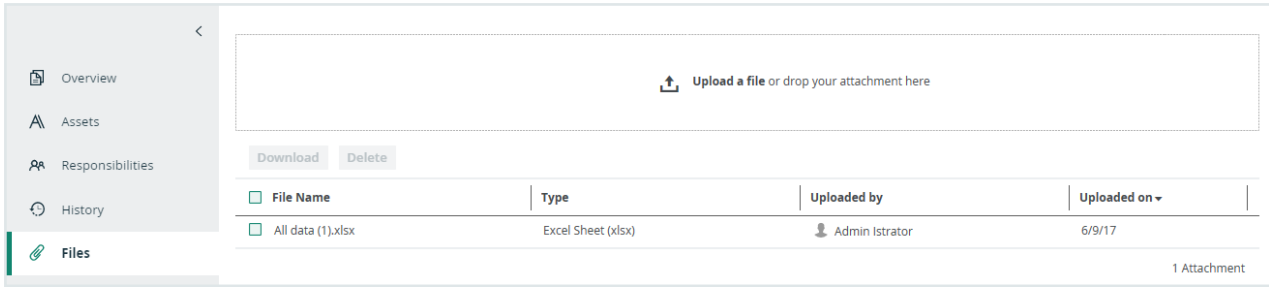 Overview
Assets
Responsibilities
History
Files
Upload a file or drop your attachment here
Download Delete
File Name Type Uploaded by Uploaded on
All data (1).xlsx Excel Sheet (xlsx) Admin Istrator 6/9/17
1 Attachment